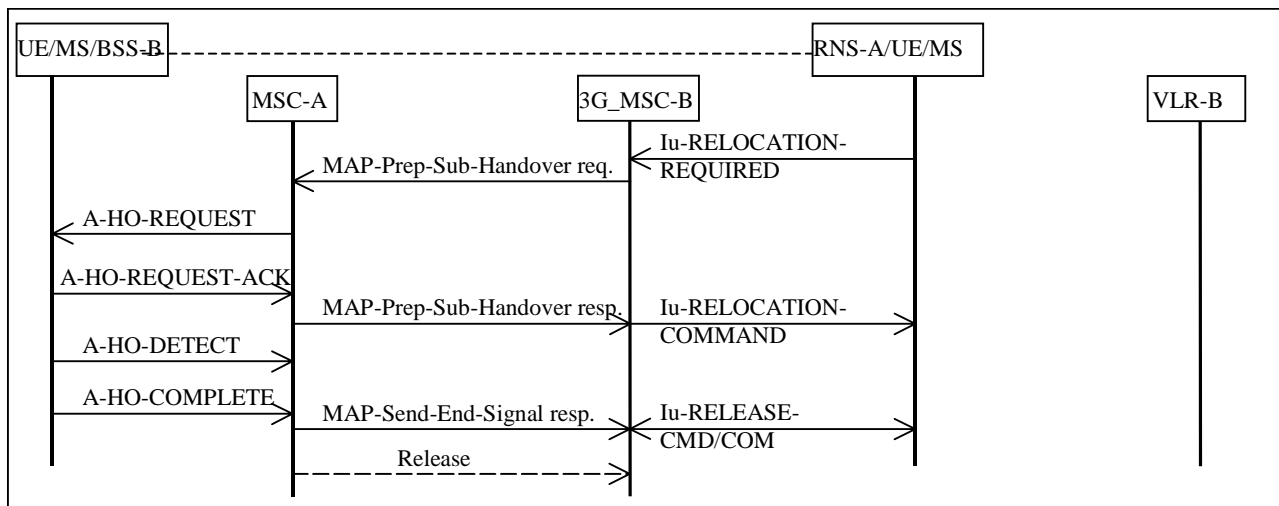 UE/MS/BSS-B
RNS-A/UE/MS
MSC-A
3G_MSC-B
VLR-B
Iu-RELOCATION-
REQUIRED
MAP-Prep-Sub-Handover req.
A-HO-REQUEST
A-HO-REQUEST-ACK
MAP-Prep-Sub-Handover resp.
Iu-RELOCATION-
COMMAND
A-HO-DETECT
A-HO-COMPLETE
MAP-Send-End-Signal resp.
Iu-RELEASE-
CMD/COM
Release